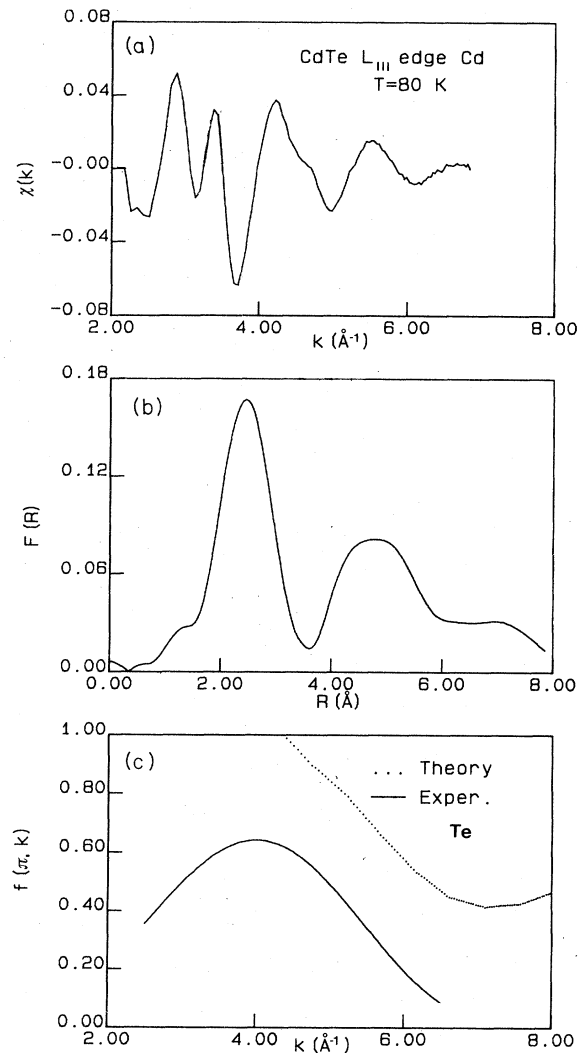 0.08
(a)
CdTe L_III edge Cd
T=80 K
0.04
-0.00
-0.04
-0.08
χ(k)
2.00 4.00 6.00 8.00
k (Å⁻¹)
0.18
(b)
0.12
0.06
0.00
F (R)
0.00 2.00 4.00 6.00 8.00
R (Å)
1.00
(c)
... Theory
— Exper.
Te
0.80
0.60
0.40
0.20
0.00
f (π, k)
2.00 4.00 6.00 8.00
k (Å⁻¹)